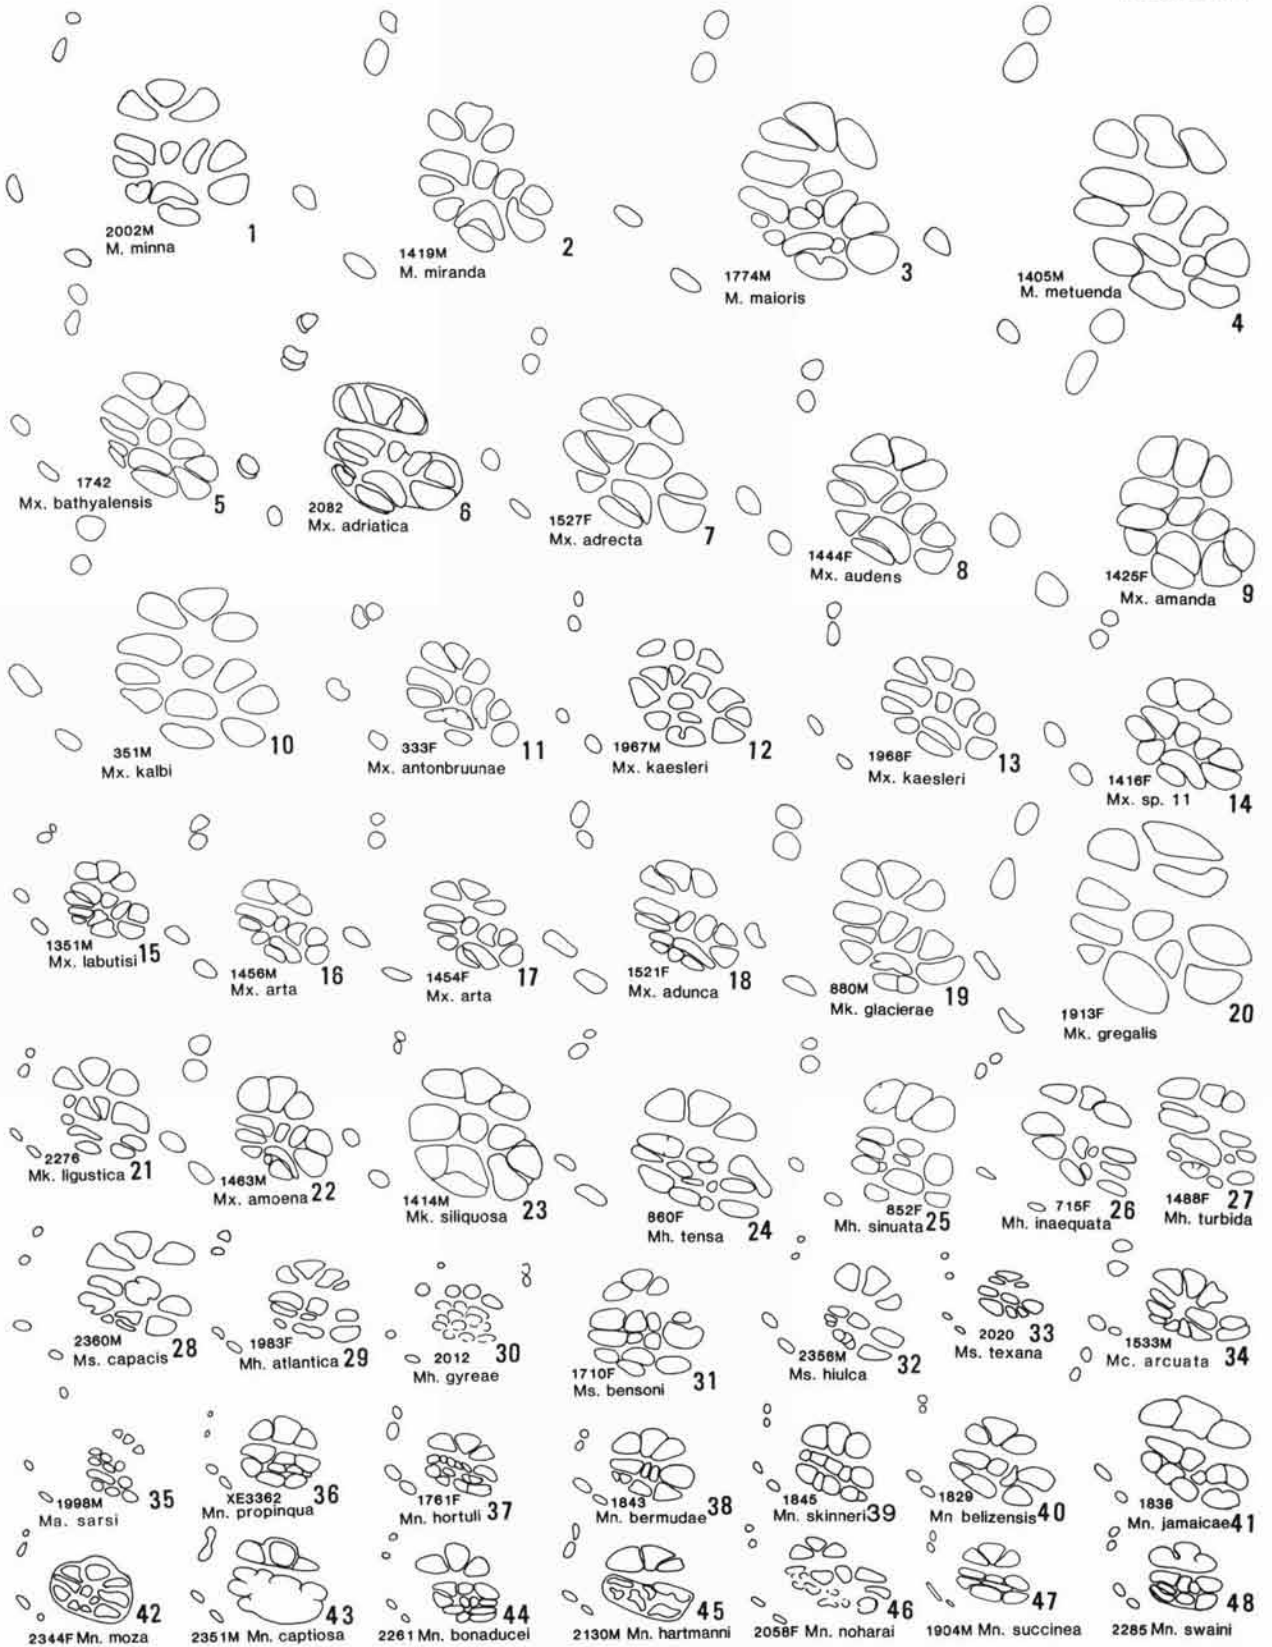 2002M
M. minna
1
1419M
M. miranda
2
1774M
M. maioris
3
1405M
M. metuenda
4
1742
Mx. bathyalensis
5
2082
Mx. adriatica
6
1527F
Mx. adrecta
7
1444F
Mx. audens
8
1425F
Mx. amanda
9
351M
Mx. kalbi
10
333F
Mx. antonbruunae
11
1967M
Mx. kaesleri
12
1968F
Mx. kaesleri
13
1416F
Mx. sp. 11
14
1351M
Mx. labutisi
15
1456M
Mx. arta
16
1454F
Mx. arta
17
1521F
Mx. adunca
18
880M
Mk. glacierae
19
1913F
Mk. gregalis
20
2276
Mk. ligustica
21
1463M
Mx. amoena
22
1414M
Mk. siliquosa
23
860F
Mh. tensa
24
852F
Mh. sinuata
25
715F
Mh. inaequata
26
1488F
Mh. turbida
27
2360M
Ms. capacis
28
1983F
Mh. atlantica
29
2012
Mh. gyreae
30
1710F
Ms. bensoni
31
2356M
Ms. hiulca
32
2020
Ms. texana
33
1533M
Mc. arcuata
34
1998M
Ma. sarsi
35
XE3362
Mn. propinqua
36
1761F
Mn. hortuli
37
1843
Mn. bermudae
38
1845
Mn. skinneri
39
1829
Mn belizensis
40
1836
Mn. jamaicae
41
2344F Mn. moza
42
2351M Mn. captiosa
43
2261 Mn. bonaducei
44
2130M Mn. hartmanni
45
2058F Mn. noharai
46
1904M Mn. succinea
47
2285 Mn. swaini
48